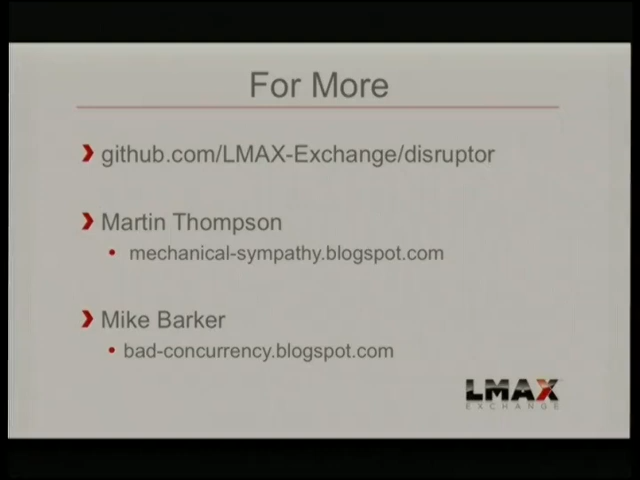 For More
github.com/LMAX-Exchange/disruptor
Martin Thompson
mechanical-sympathy.blogspot.com
Mike Barker
bad-concurrency.blogspot.com
LMAX
EXCHANGE